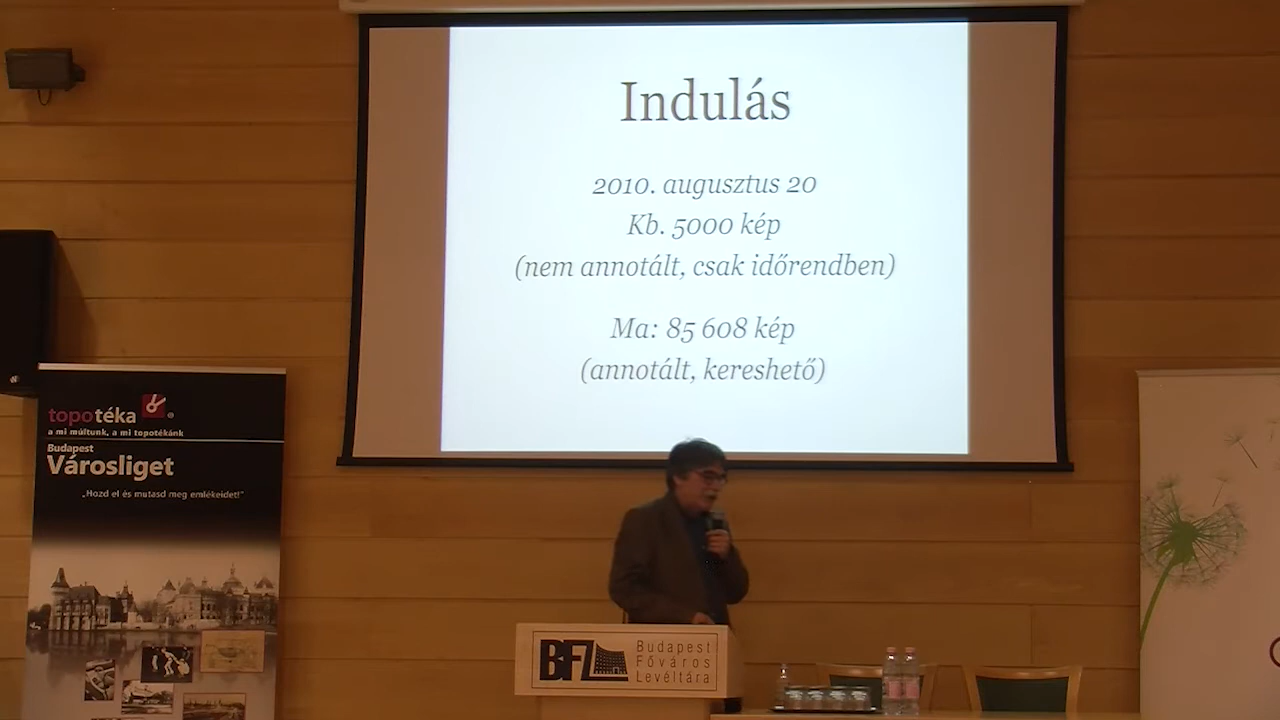 Indulás
2010. augusztus 20
Kb. 5000 kép
(nem annotált, csak időrendben)
Ma: 85 608 kép
(annotált, kereshető)
topotéka ®
a mi múltunk, a mi topotékánk
Budapest
Városliget
„Hozd el és mutasd meg emlékeidet!"
BFL
Budapest
Főváros
Levéltára